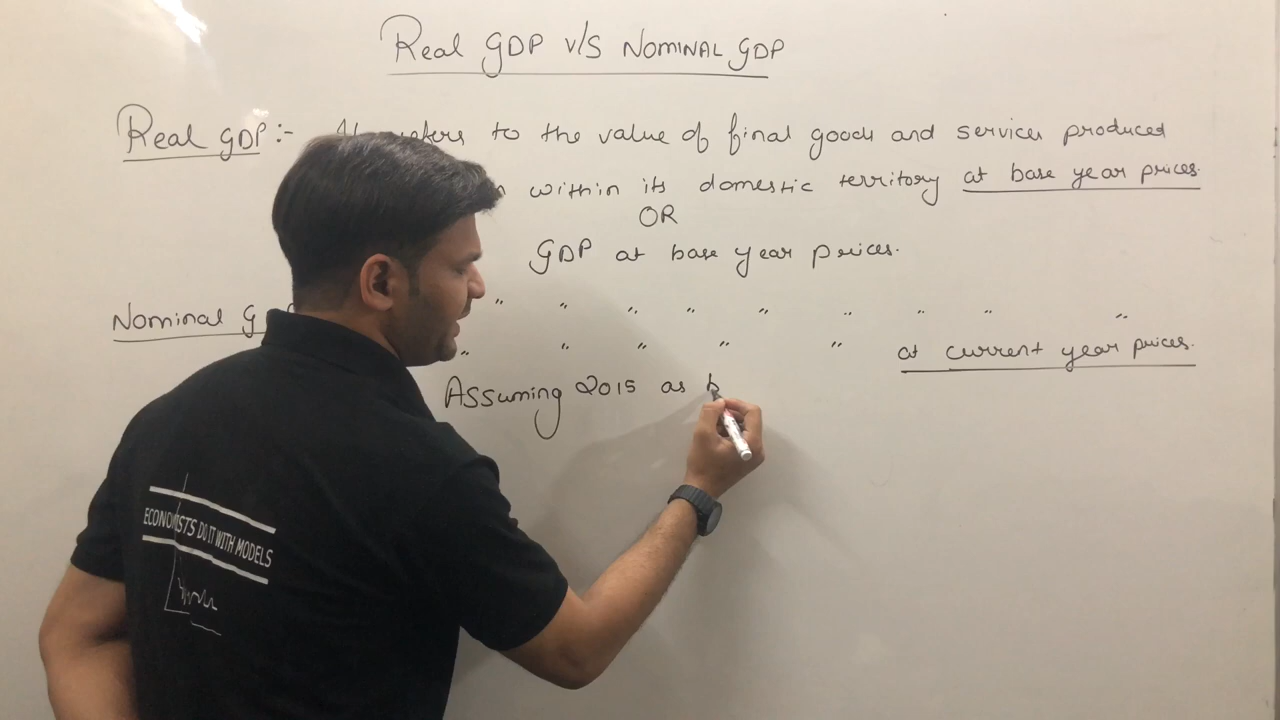 Real GDP V/S NOMINAL GDP
Real GDP :- to the value of final goods and services produced
within its domestic territory at base year prices.
OR
GDP at base year prices.
Nominal G " " " " " " " " "
" " " " " at current year prices.
Assuming 2015 as b
ECONOMISTS DO IT WITH MODELS